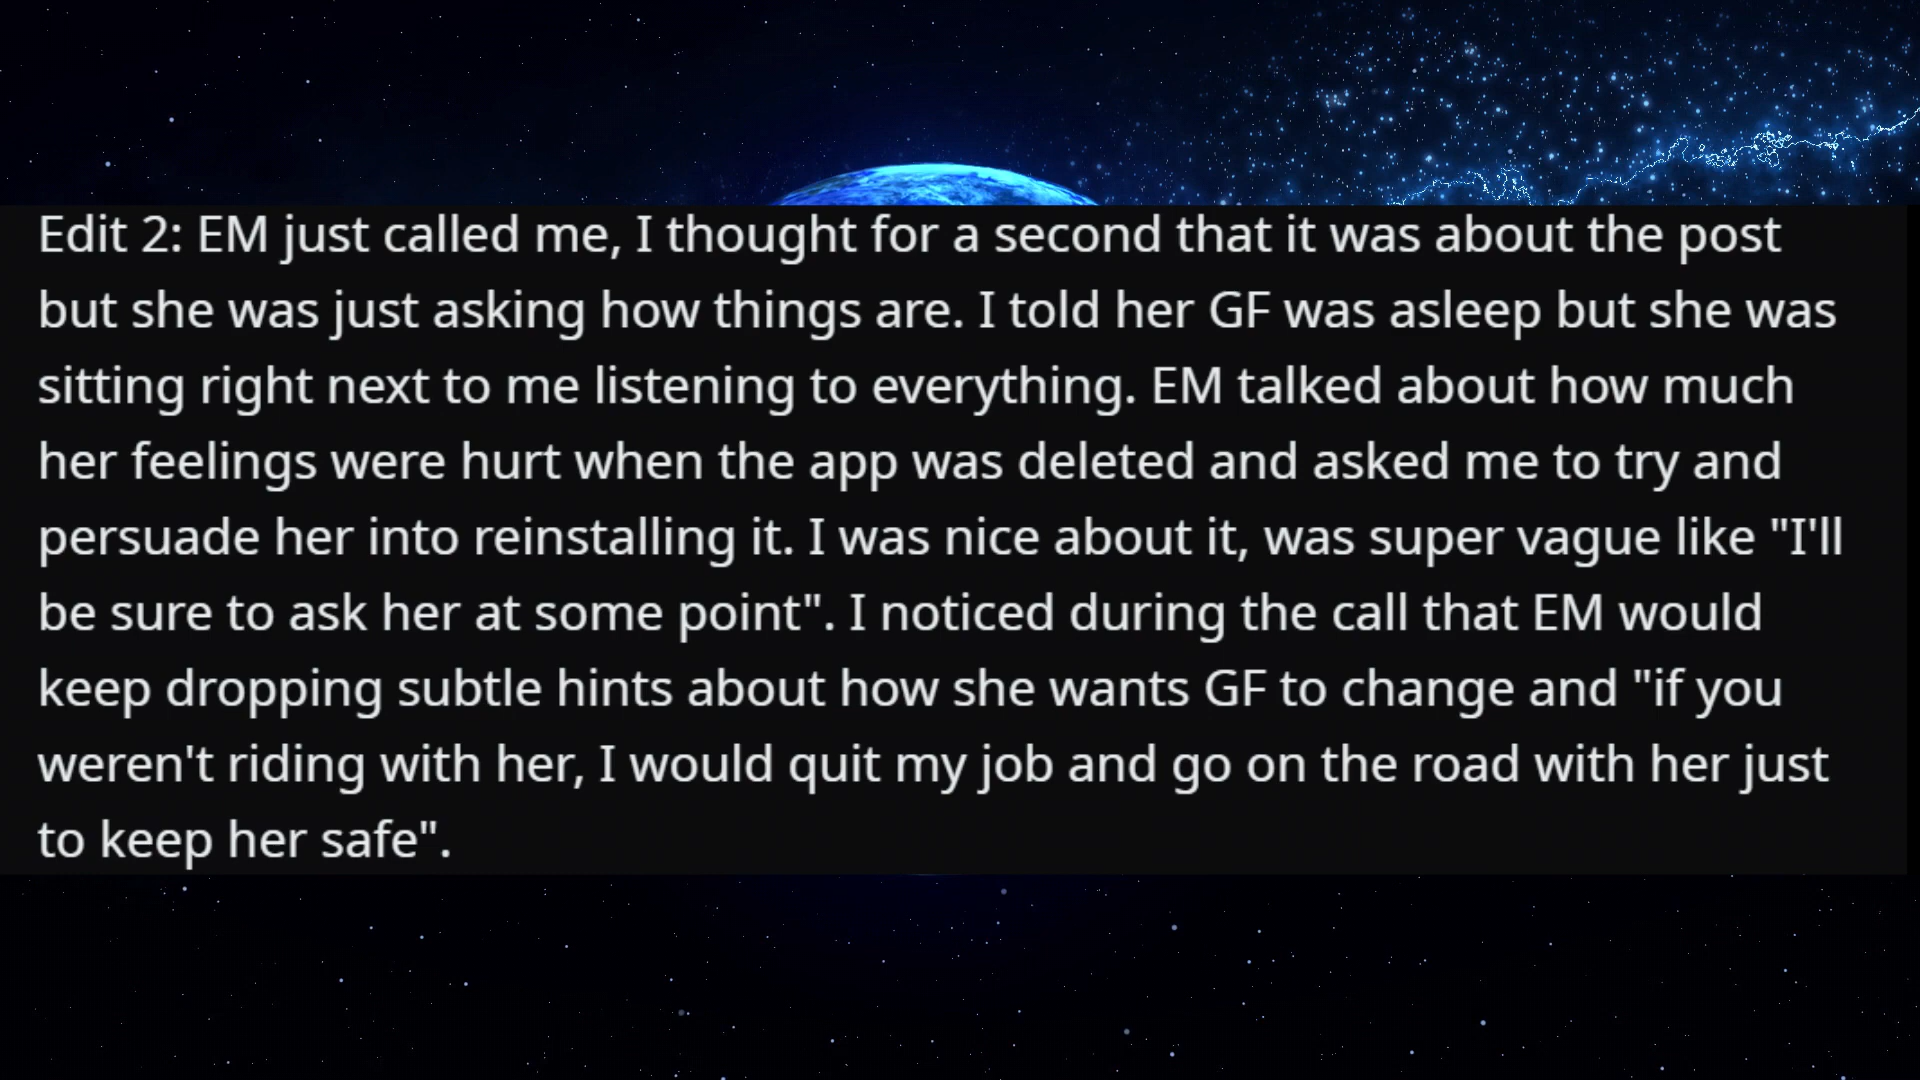 Edit 2: EM just called me, I thought for a second that it was about the post
but she was just asking how things are. I told her GF was asleep but she was
sitting right next to me listening to everything. EM talked about how much
her feelings were hurt when the app was deleted and asked me to try and
persuade her into reinstalling it. I was nice about it, was super vague like "I'll
be sure to ask her at some point". I noticed during the call that EM would
keep dropping subtle hints about how she wants GF to change and "if you
weren't riding with her, I would quit my job and go on the road with her just
to keep her safe".